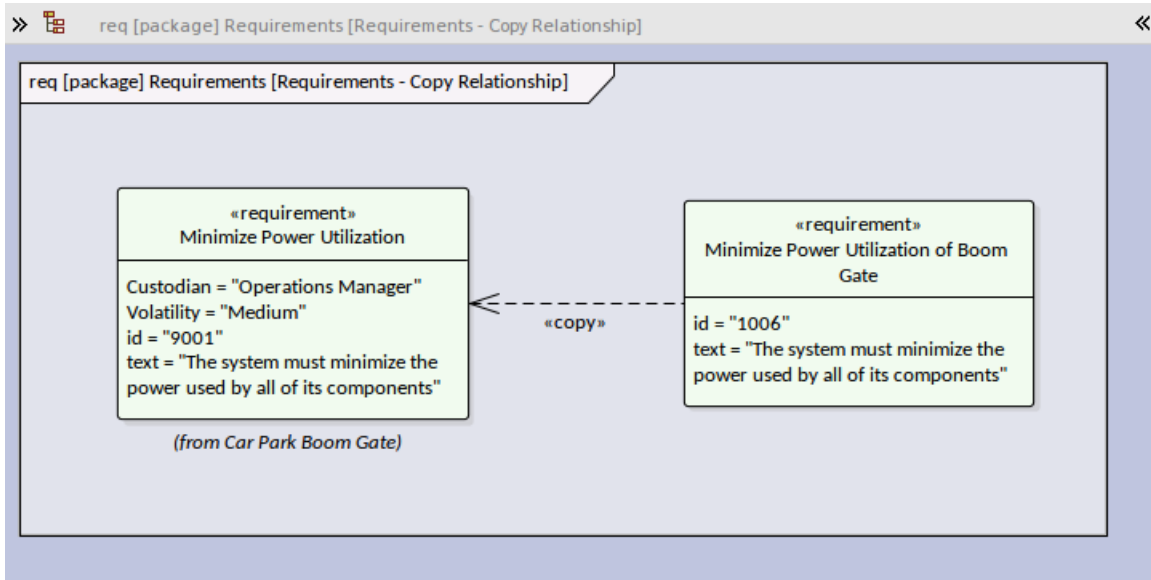 req [package] Requirements [Requirements - Copy Relationship]
req [package] Requirements [Requirements - Copy Relationship]
«requirement»
Minimize Power Utilization
Custodian = "Operations Manager"
Volatility = "Medium"
id = "9001"
text = "The system must minimize the
power used by all of its components"
(from Car Park Boom Gate)
«copy»
«requirement»
Minimize Power Utilization of Boom
Gate
id = "1006"
text = "The system must minimize the
power used by all of its components"